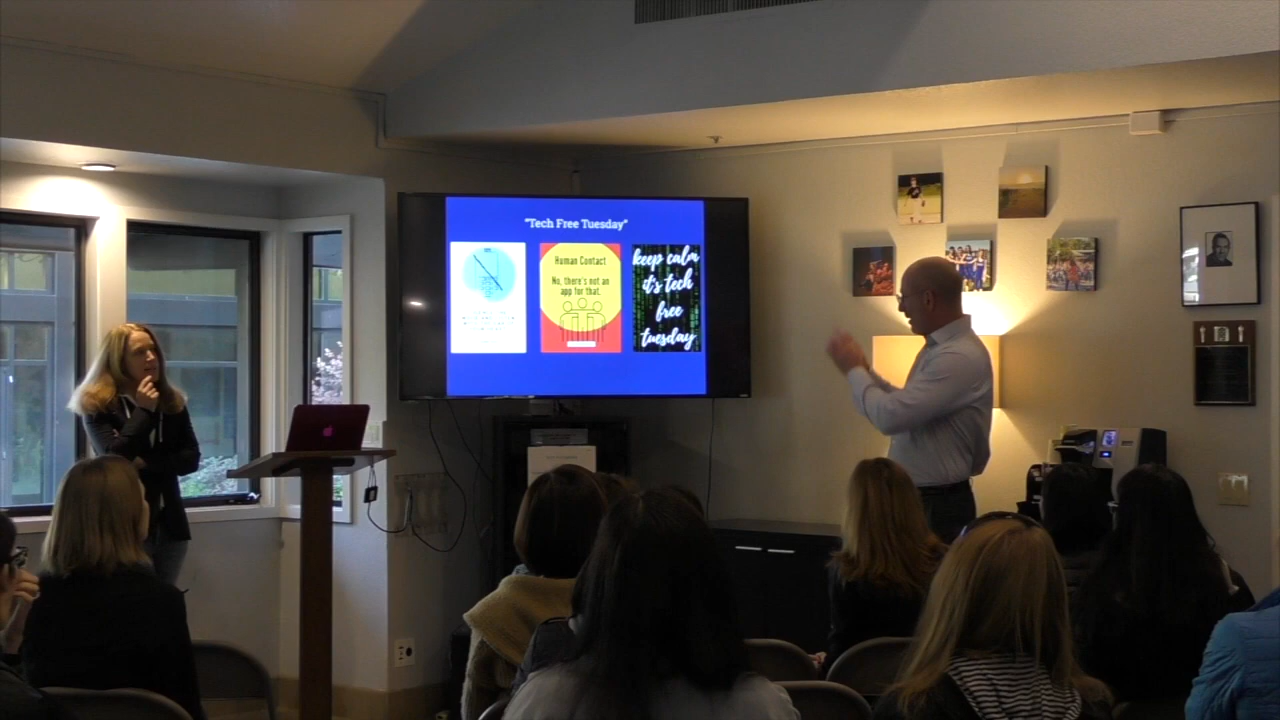 "Tech Free Tuesday"
Human Contact
No, there's not an
app for that.
keep calm
it's tech
free
tuesday